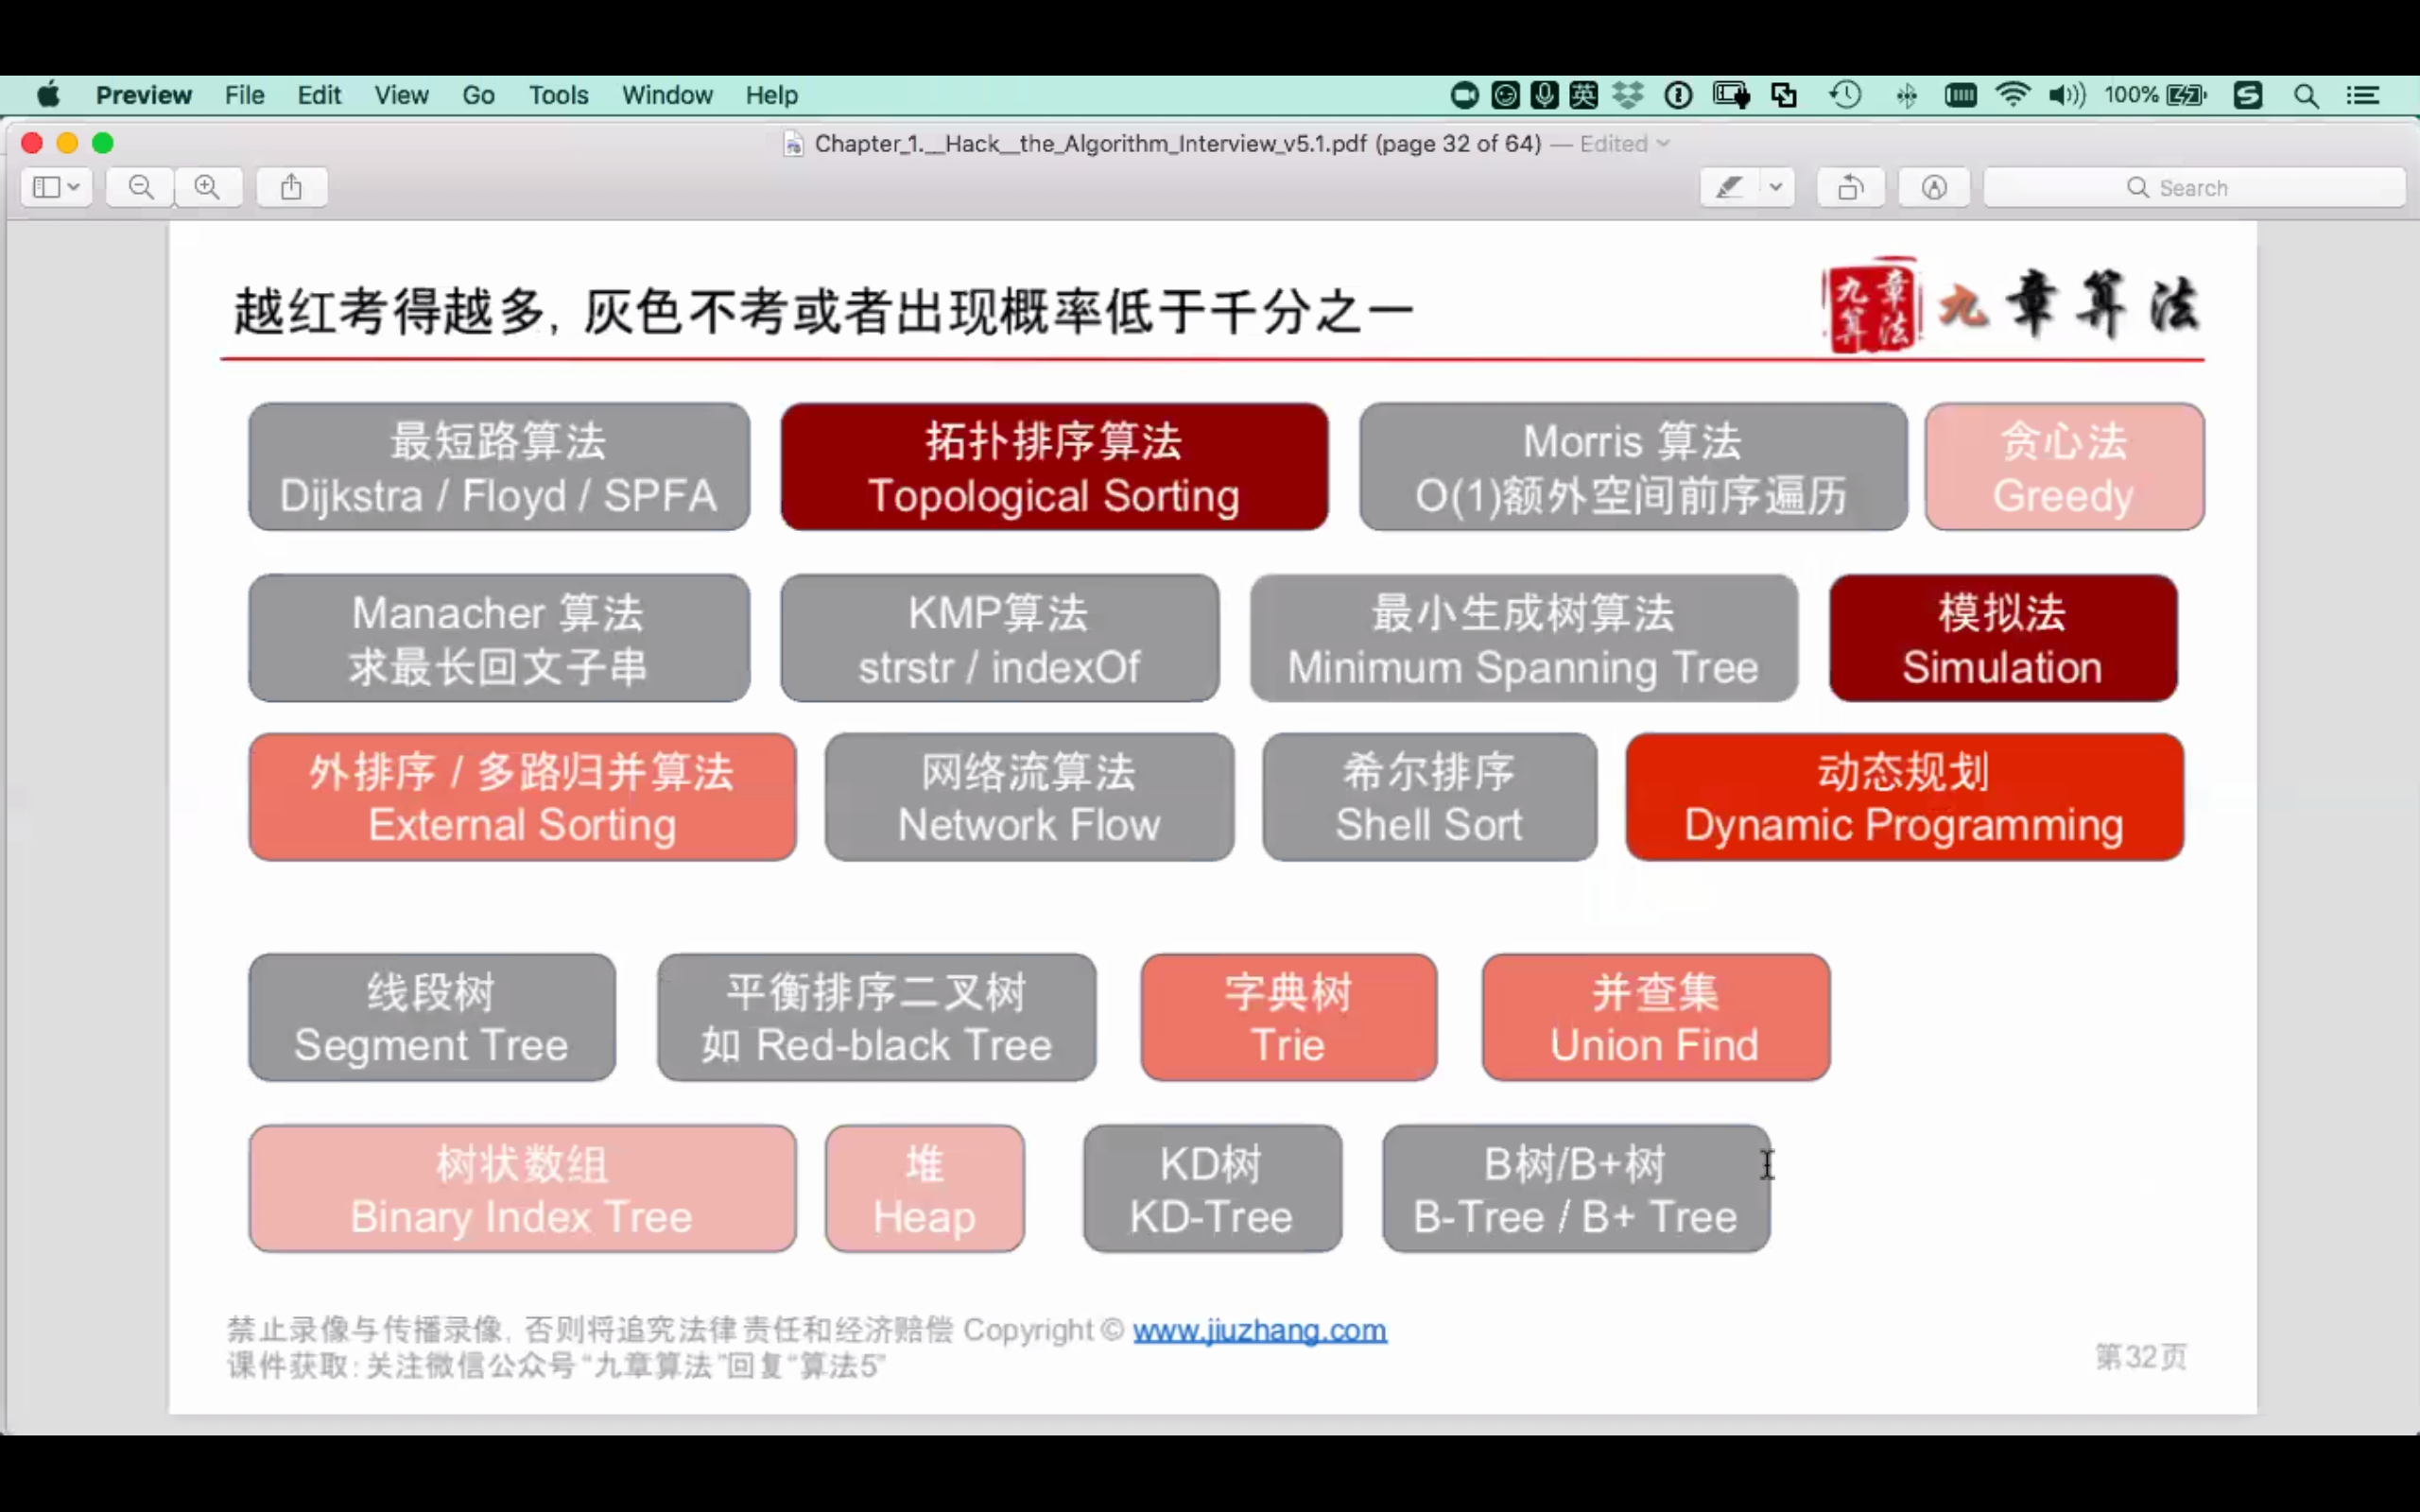 Preview File Edit View Go Tools Window Help 英 100%
Chapter_1.__Hack__the_Algorithm_Interview_v5.1.pdf (page 32 of 64) — Edited
Search
越红考得越多, 灰色不考或者出现概率低于千分之一
九章算法
九章算法
最短路算法
Dijkstra / Floyd / SPFA
拓扑排序算法
Topological Sorting
Morris 算法
O(1)额外空间前序遍历
贪心法
Greedy
Manacher 算法
求最长回文子串
KMP算法
strstr / indexOf
最小生成树算法
Minimum Spanning Tree
模拟法
Simulation
外排序 / 多路归并算法
External Sorting
网络流算法
Network Flow
希尔排序
Shell Sort
动态规划
Dynamic Programming
线段树
Segment Tree
平衡排序二叉树
如 Red-black Tree
字典树
Trie
并查集
Union Find
树状数组
Binary Index Tree
堆
Heap
KD树
KD-Tree
B树/B+树
B-Tree / B+ Tree
禁止录像与传播录像, 否则将追究法律责任和经济赔偿 Copyright © www.jiuzhang.com
课件获取: 关注微信公众号“九章算法”回复“算法5”
第32页